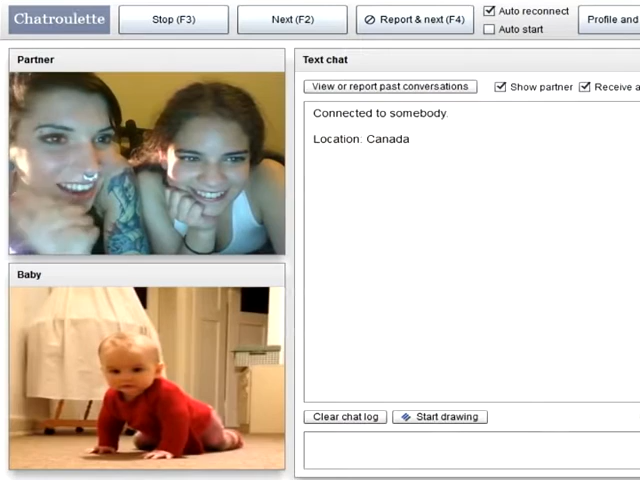 Chatroulette
Stop (F3)
Next (F2)
Report & next (F4)
Auto reconnect
Auto start
Profile and
Partner
Text chat
View or report past conversations
Show partner
Receive a
Connected to somebody.
Location: Canada
Baby
Clear chat log
Start drawing